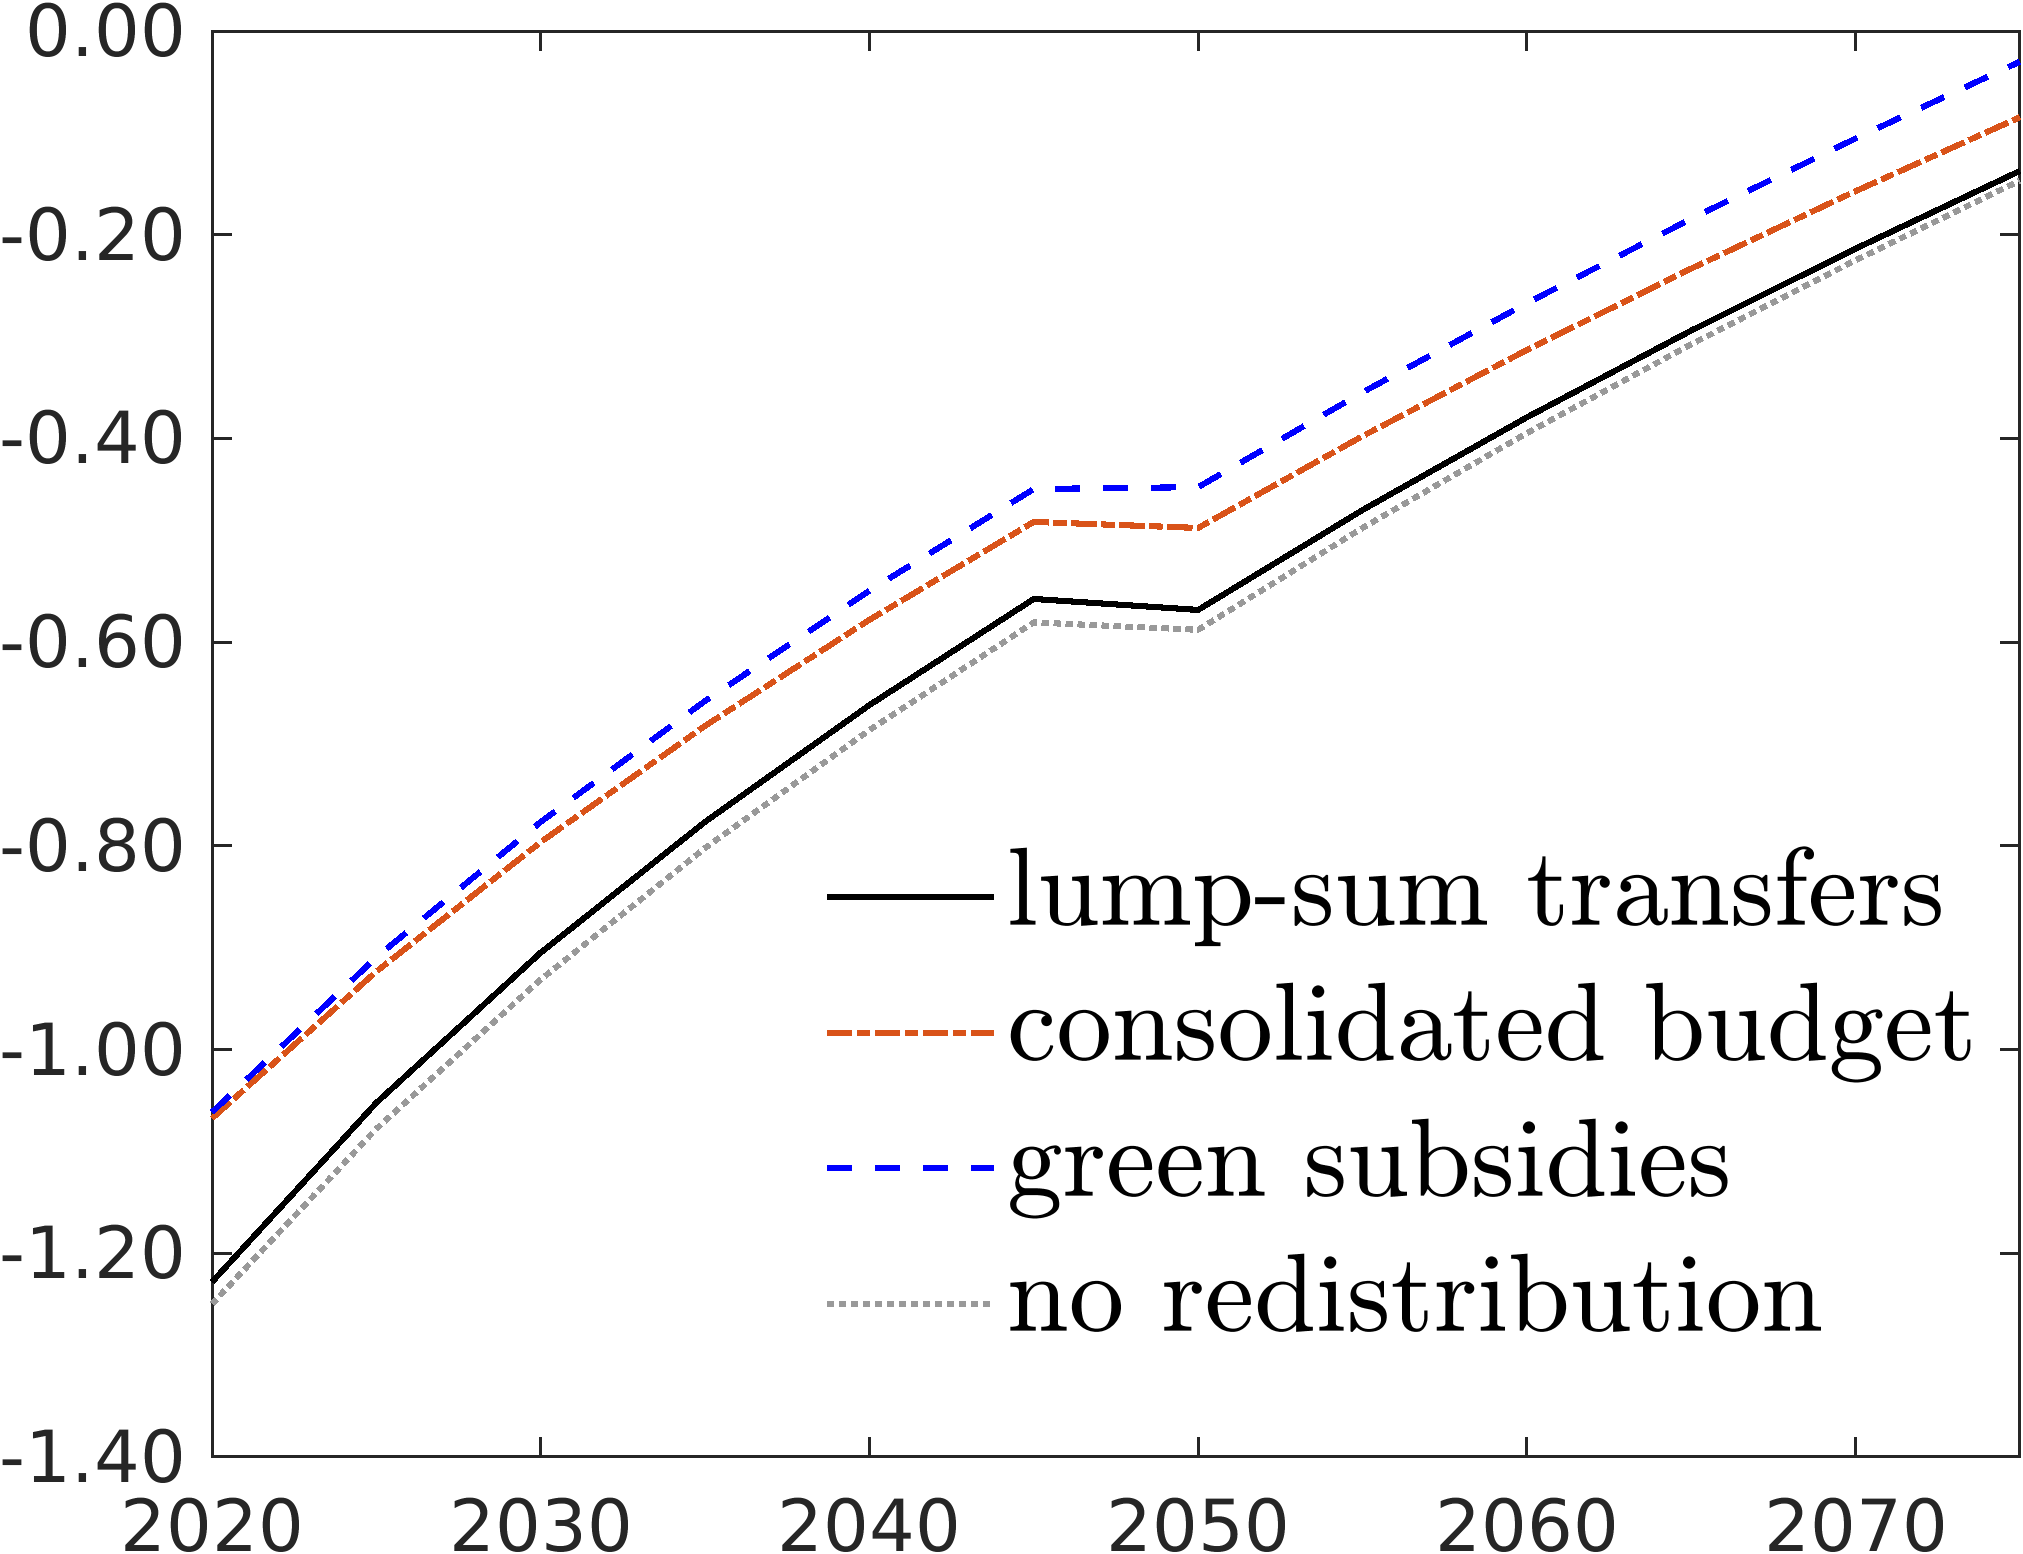 0.00
-0.20
-0.40
-0.60
-0.80
-1.00
-1.20
-1.40
lump-sum transfers
consolidated budget
green subsidies
no redistribution
2020 2030 2040 2050 2060 2070